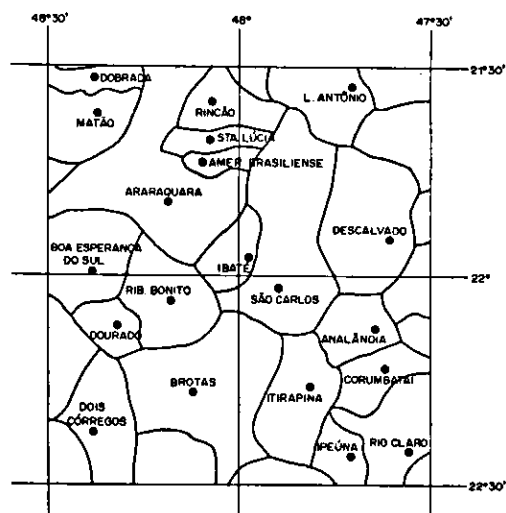 48°30'
48°
47°30'
21°30'
DOBRADA
L. ANTÔNIO
RINCÃO
MATÃO
STA. LÚCIA
AMER. BRASILIENSE
ARARAQUARA
DESCALVADO
BOA ESPERANÇA
DO SUL
IBATÉ
22°
RIB. BONITO
SÃO CARLOS
DOURADO
ANALÂNDIA
CORUMBATAÍ
BROTAS
ITIRAPINA
DOIS
CÓRREGOS
IPEÚNA
RIO CLARO
22°30'